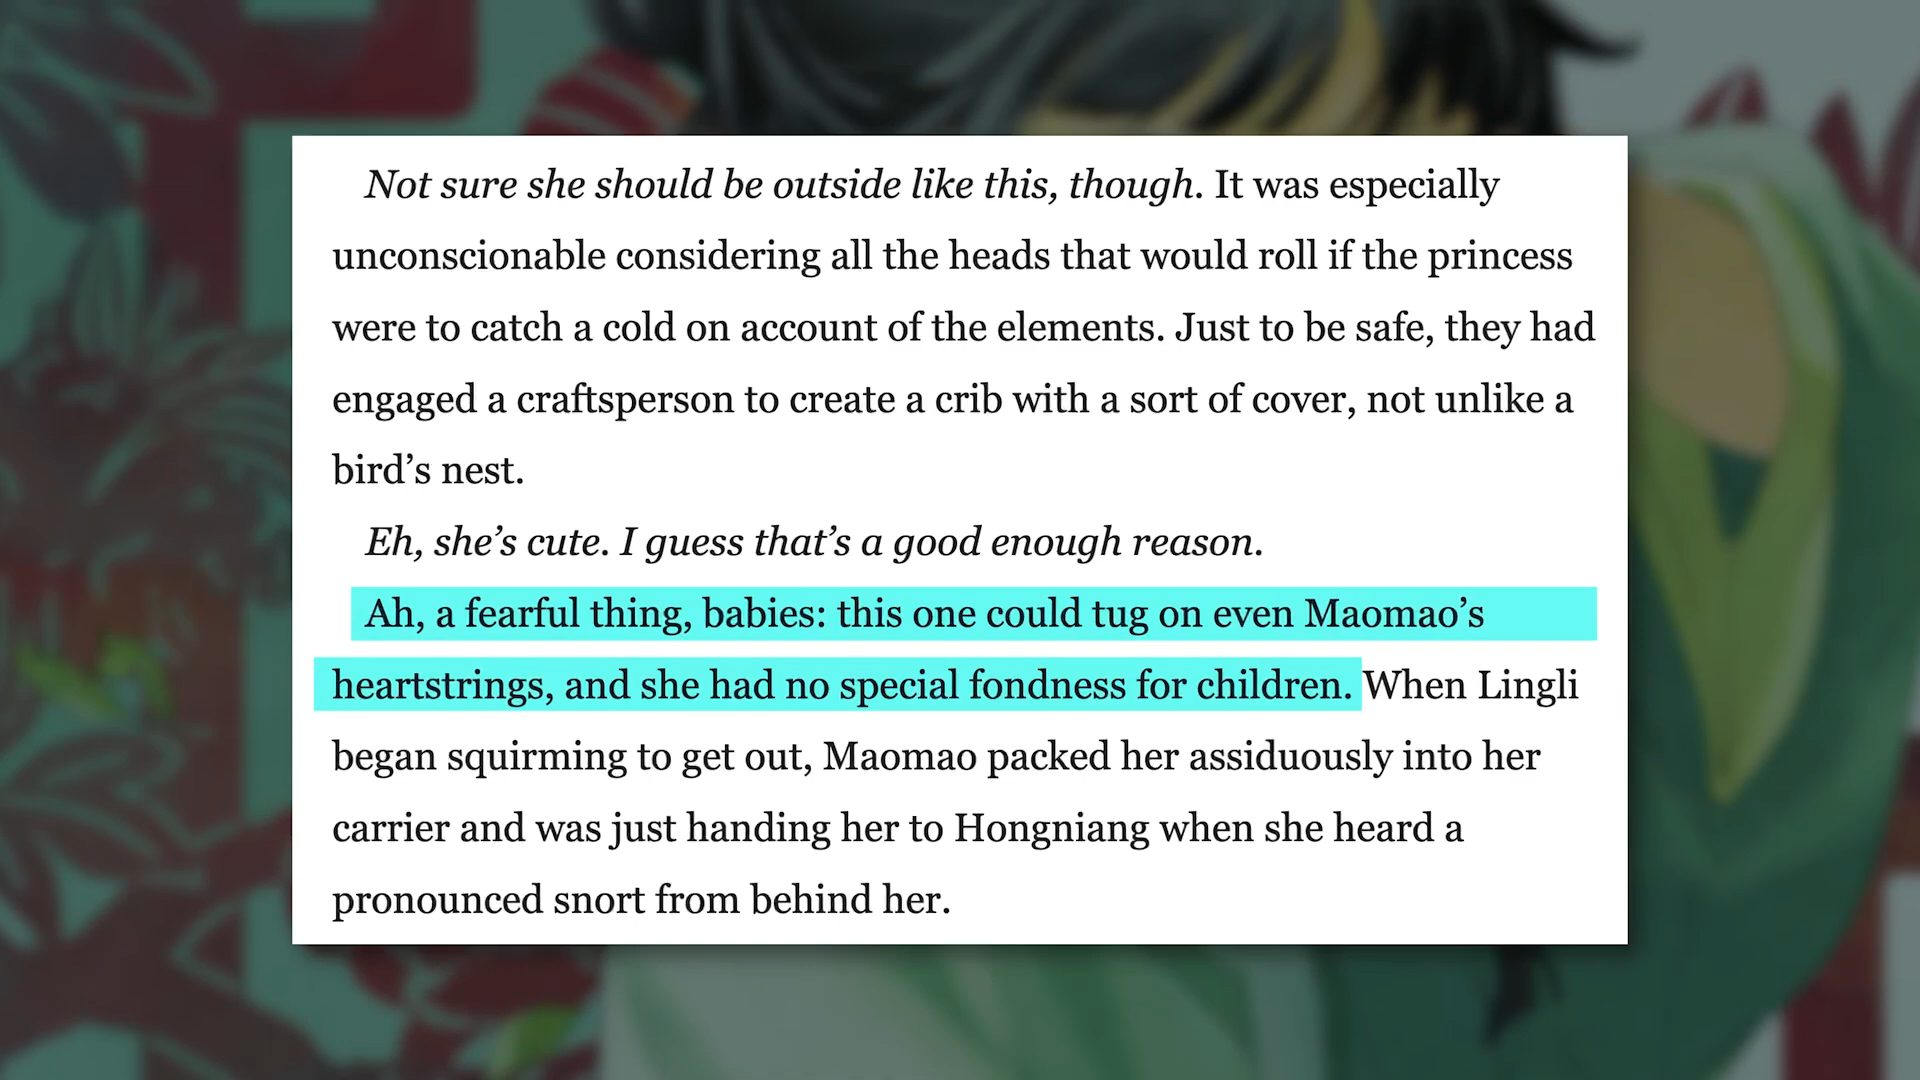 Not sure she should be outside like this, though. It was especially
unconscionable considering all the heads that would roll if the princess
were to catch a cold on account of the elements. Just to be safe, they had
engaged a craftsperson to create a crib with a sort of cover, not unlike a
bird’s nest.
Eh, she’s cute. I guess that’s a good enough reason.
Ah, a fearful thing, babies: this one could tug on even Maomao’s
heartstrings, and she had no special fondness for children. When Lingli
began squirming to get out, Maomao packed her assiduously into her
carrier and was just handing her to Hongniang when she heard a
pronounced snort from behind her.